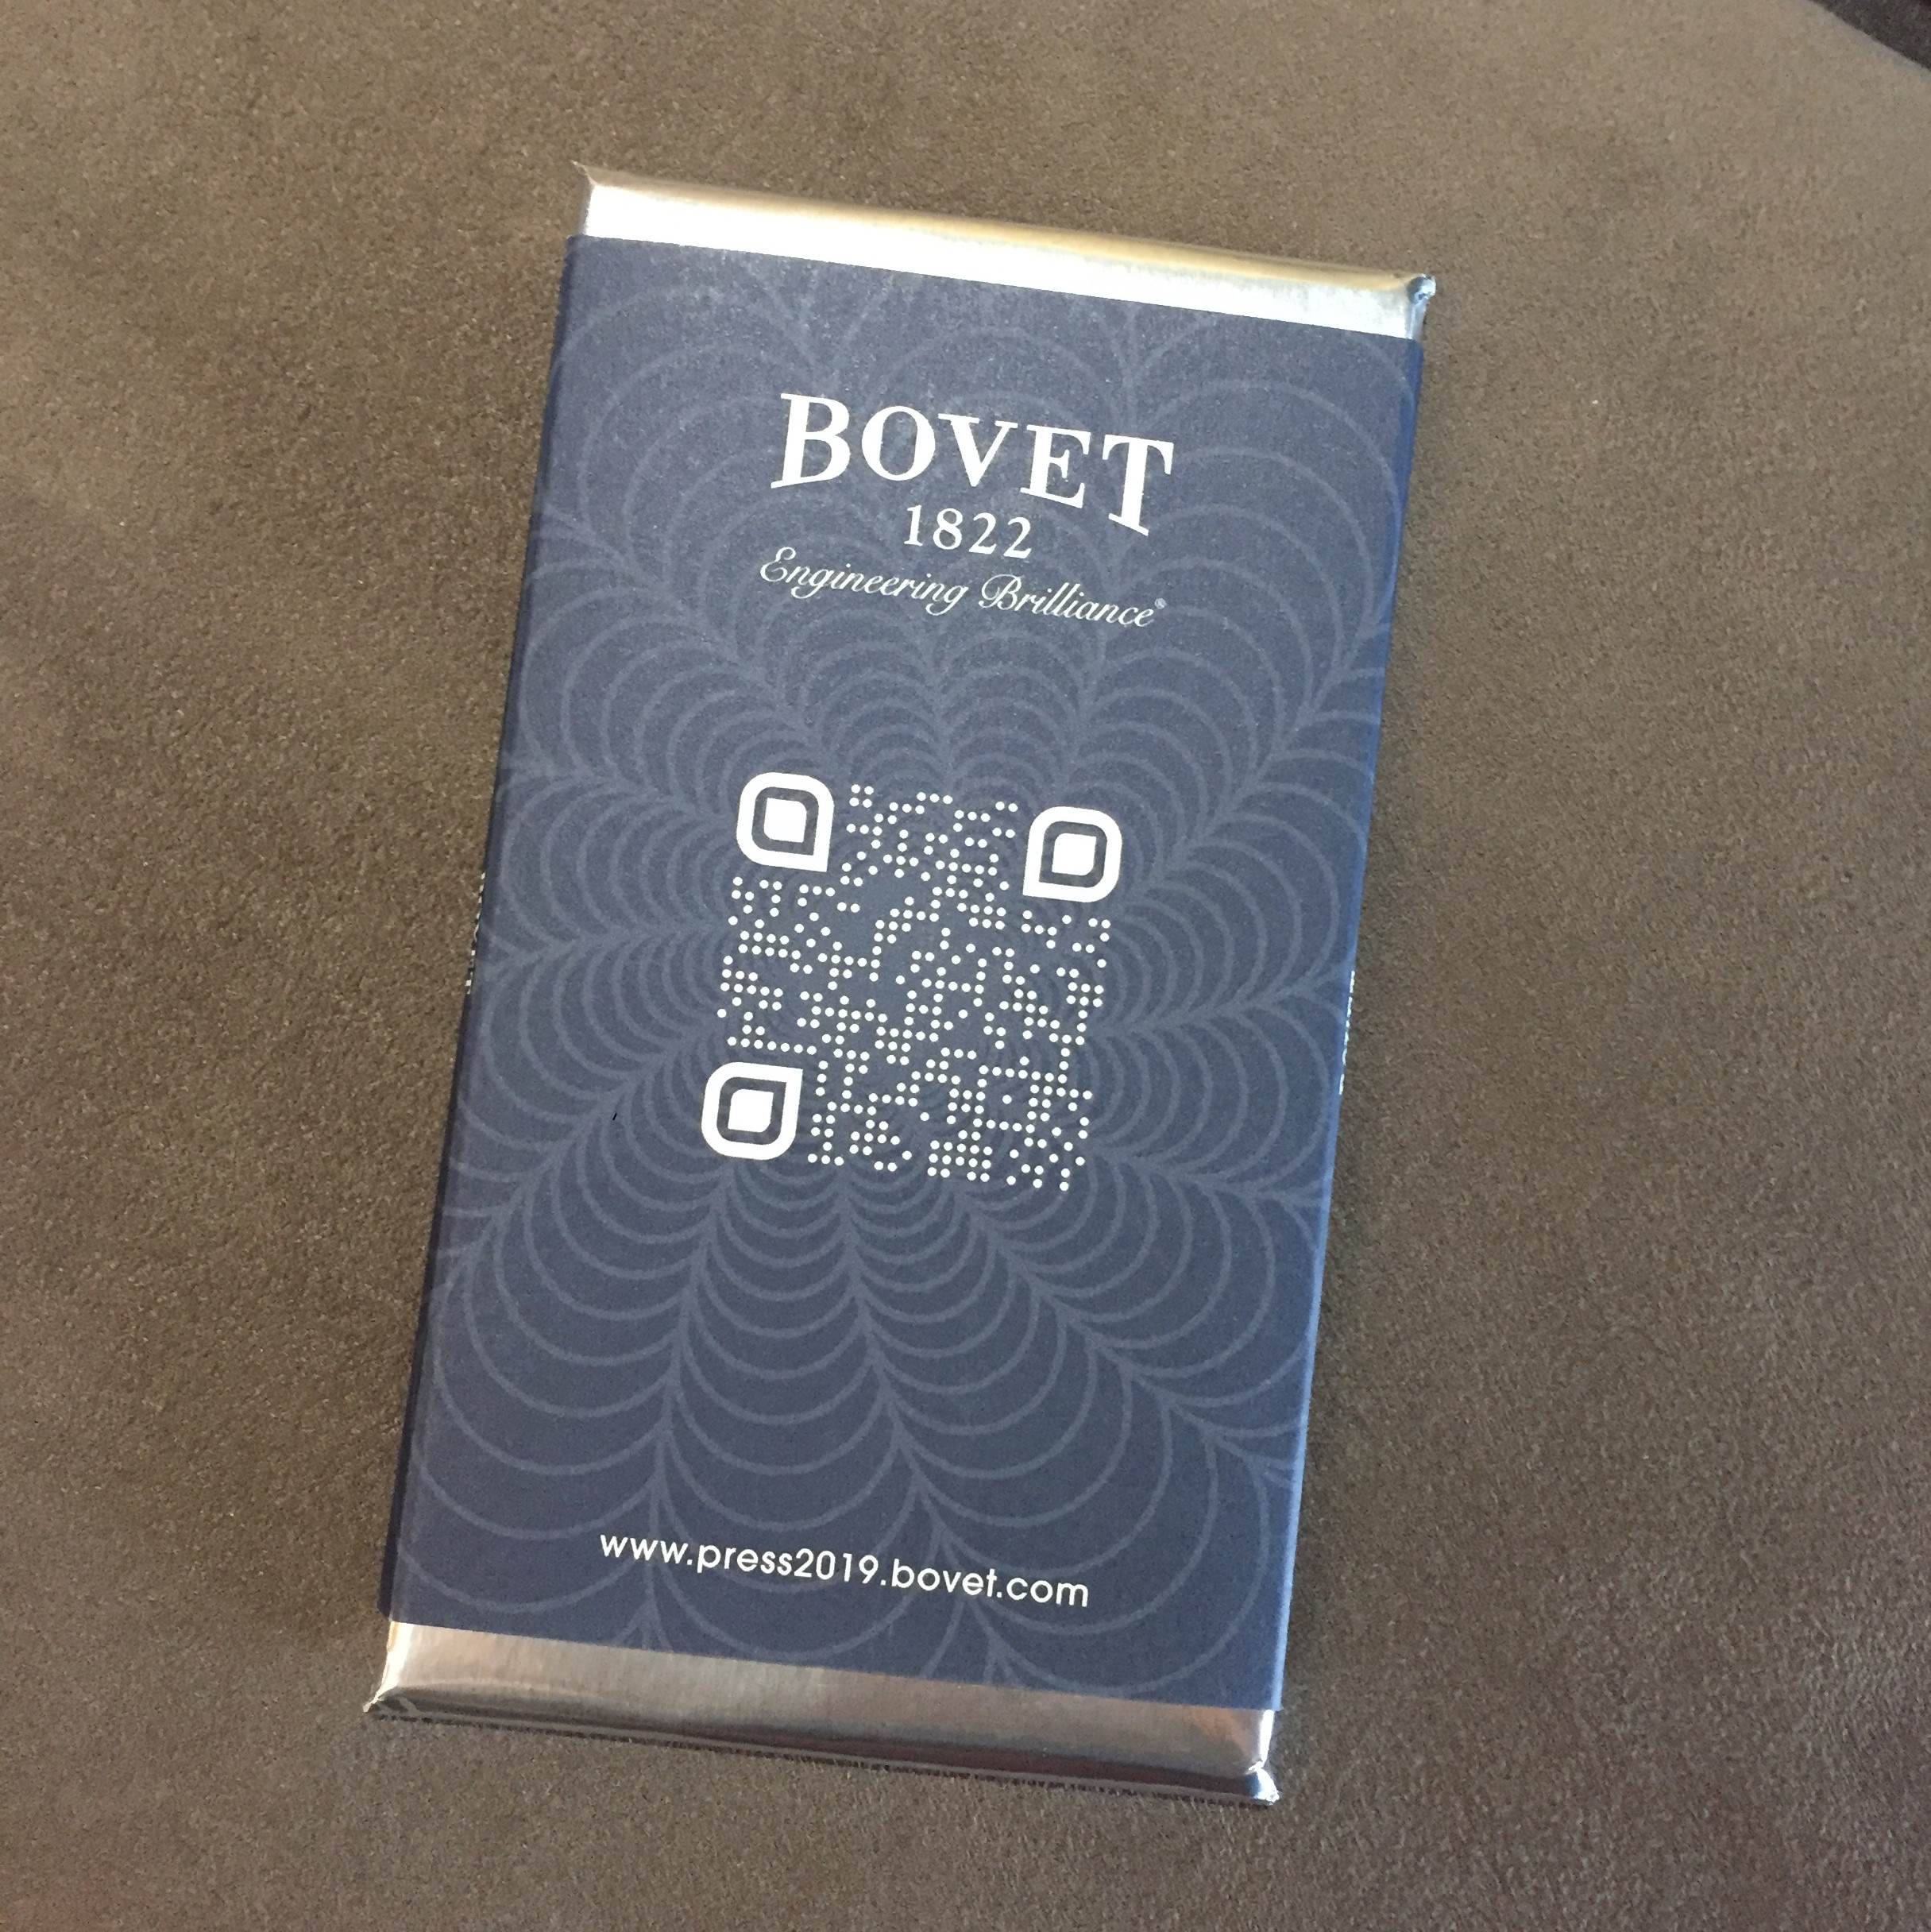 BOVET
1822
Engineering Brilliance®
www.press2019.bovet.com